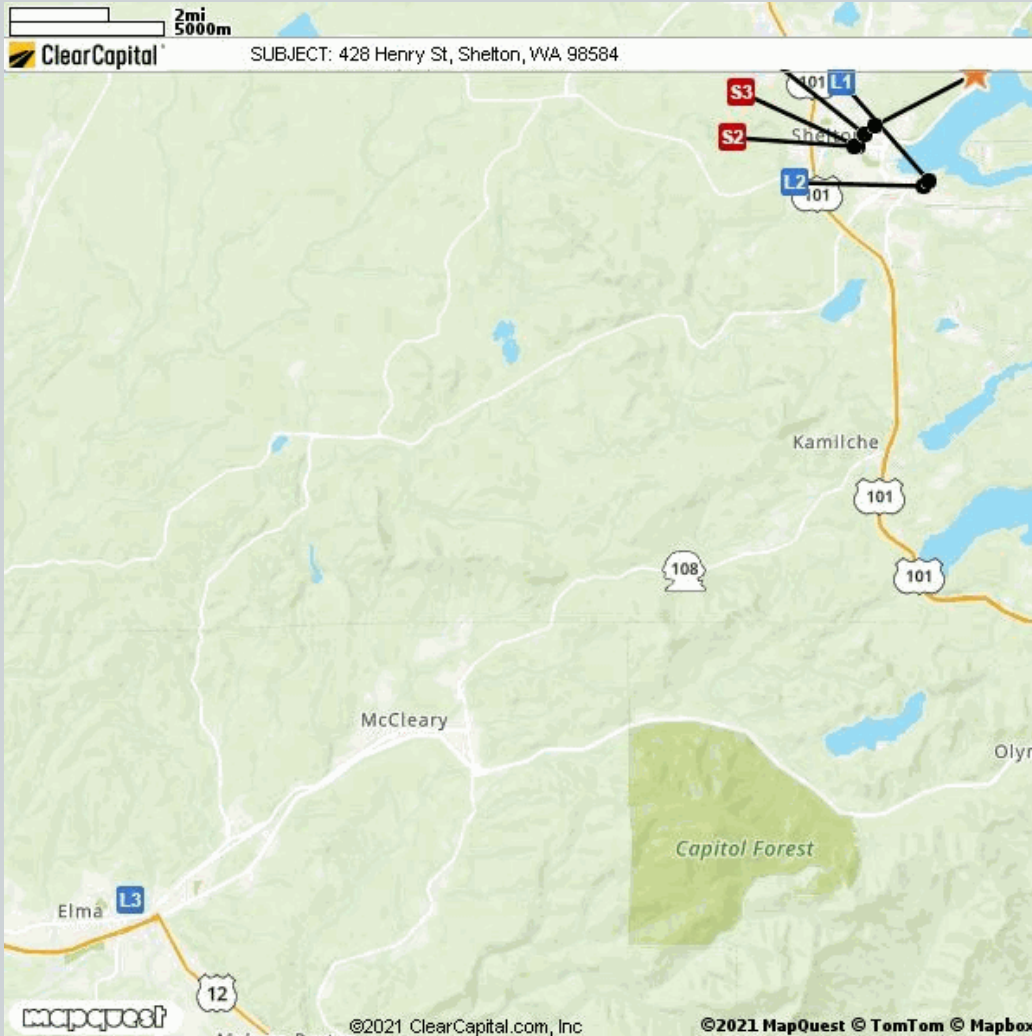 2mi
5000m
ClearCapital
SUBJECT: 428 Henry St, Shelton, WA 98584
101
L1
S3
Shelton
S2
L2
101
Kamilche
101
108
101
McCleary
Capitol Forest
L3
Elma
12
mapquest
©2021 ClearCapital.com, Inc
©2021 MapQuest © TomTom © Mapbox